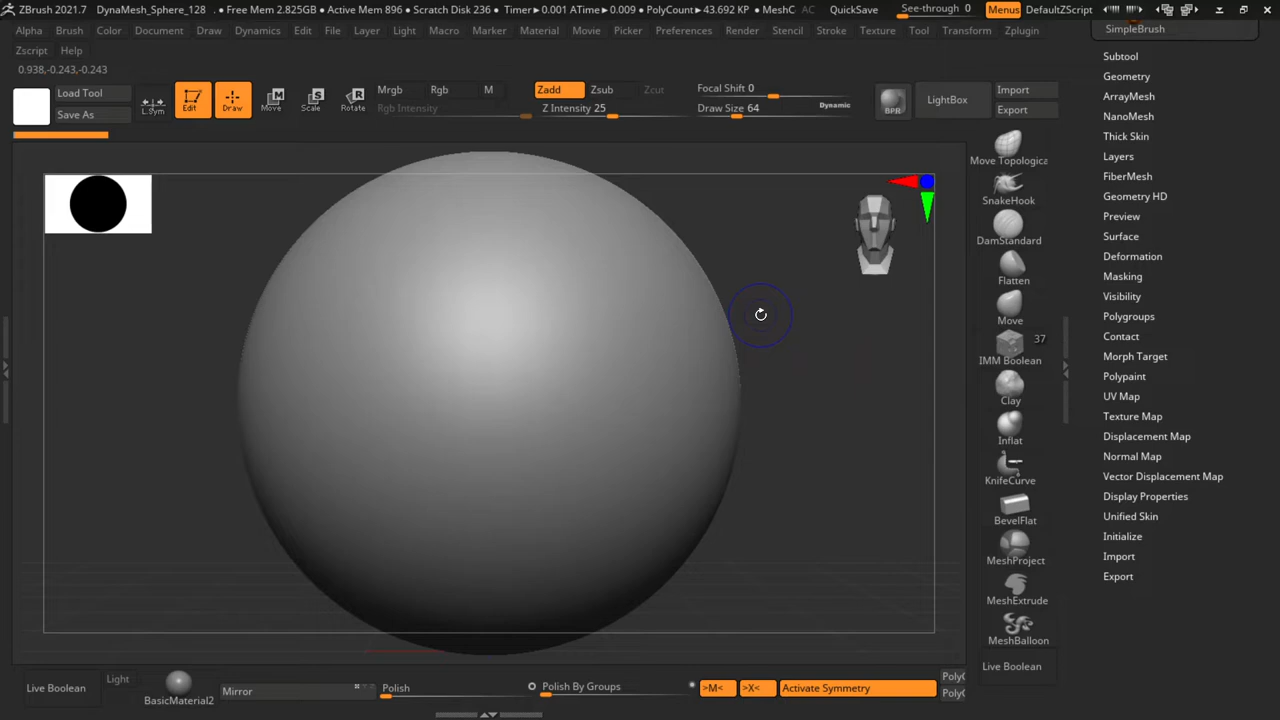 ZBrush 2021.7 DynaMesh_Sphere_128 • Free Mem 2.825GB • Active Mem 896 • Scratch Disk 236 • Timer►0.001 ATime►0.009 • PolyCount►43.692 KP • MeshC AC QuickSave See-through 0 Menus DefaultZScript
SimpleBrush
Alpha Brush Color Document Draw Dynamics Edit File Layer Light Macro Marker Material Movie Picker Preferences Render Stencil Stroke Texture Tool Transform Zplugin
Zscript Help
0.938,-0.243,-0.243
Load Tool
Save As
L.Sym
Edit
Draw
Move
Scale
Rotate
Mrgb Rgb M
Rgb Intensity
Zadd Zsub Zcut
Z Intensity 25
Focal Shift 0
Draw Size 64
Dynamic
BPR
LightBox
Import
Export
Move Topologica
SnakeHook
DamStandard
Flatten
Move
37
IMM Boolean
Clay
Inflat
KnifeCurve
BevelFlat
MeshProject
MeshExtrude
MeshBalloon
Live Boolean
Subtool
Geometry
ArrayMesh
NanoMesh
Thick Skin
Layers
FiberMesh
Geometry HD
Preview
Surface
Deformation
Masking
Visibility
Polygroups
Contact
Morph Target
Polypaint
UV Map
Texture Map
Displacement Map
Normal Map
Vector Displacement Map
Display Properties
Unified Skin
Initialize
Import
Export
Live Boolean
Light
BasicMaterial2
Mirror
Polish
Polish By Groups
>M< >X< Activate Symmetry